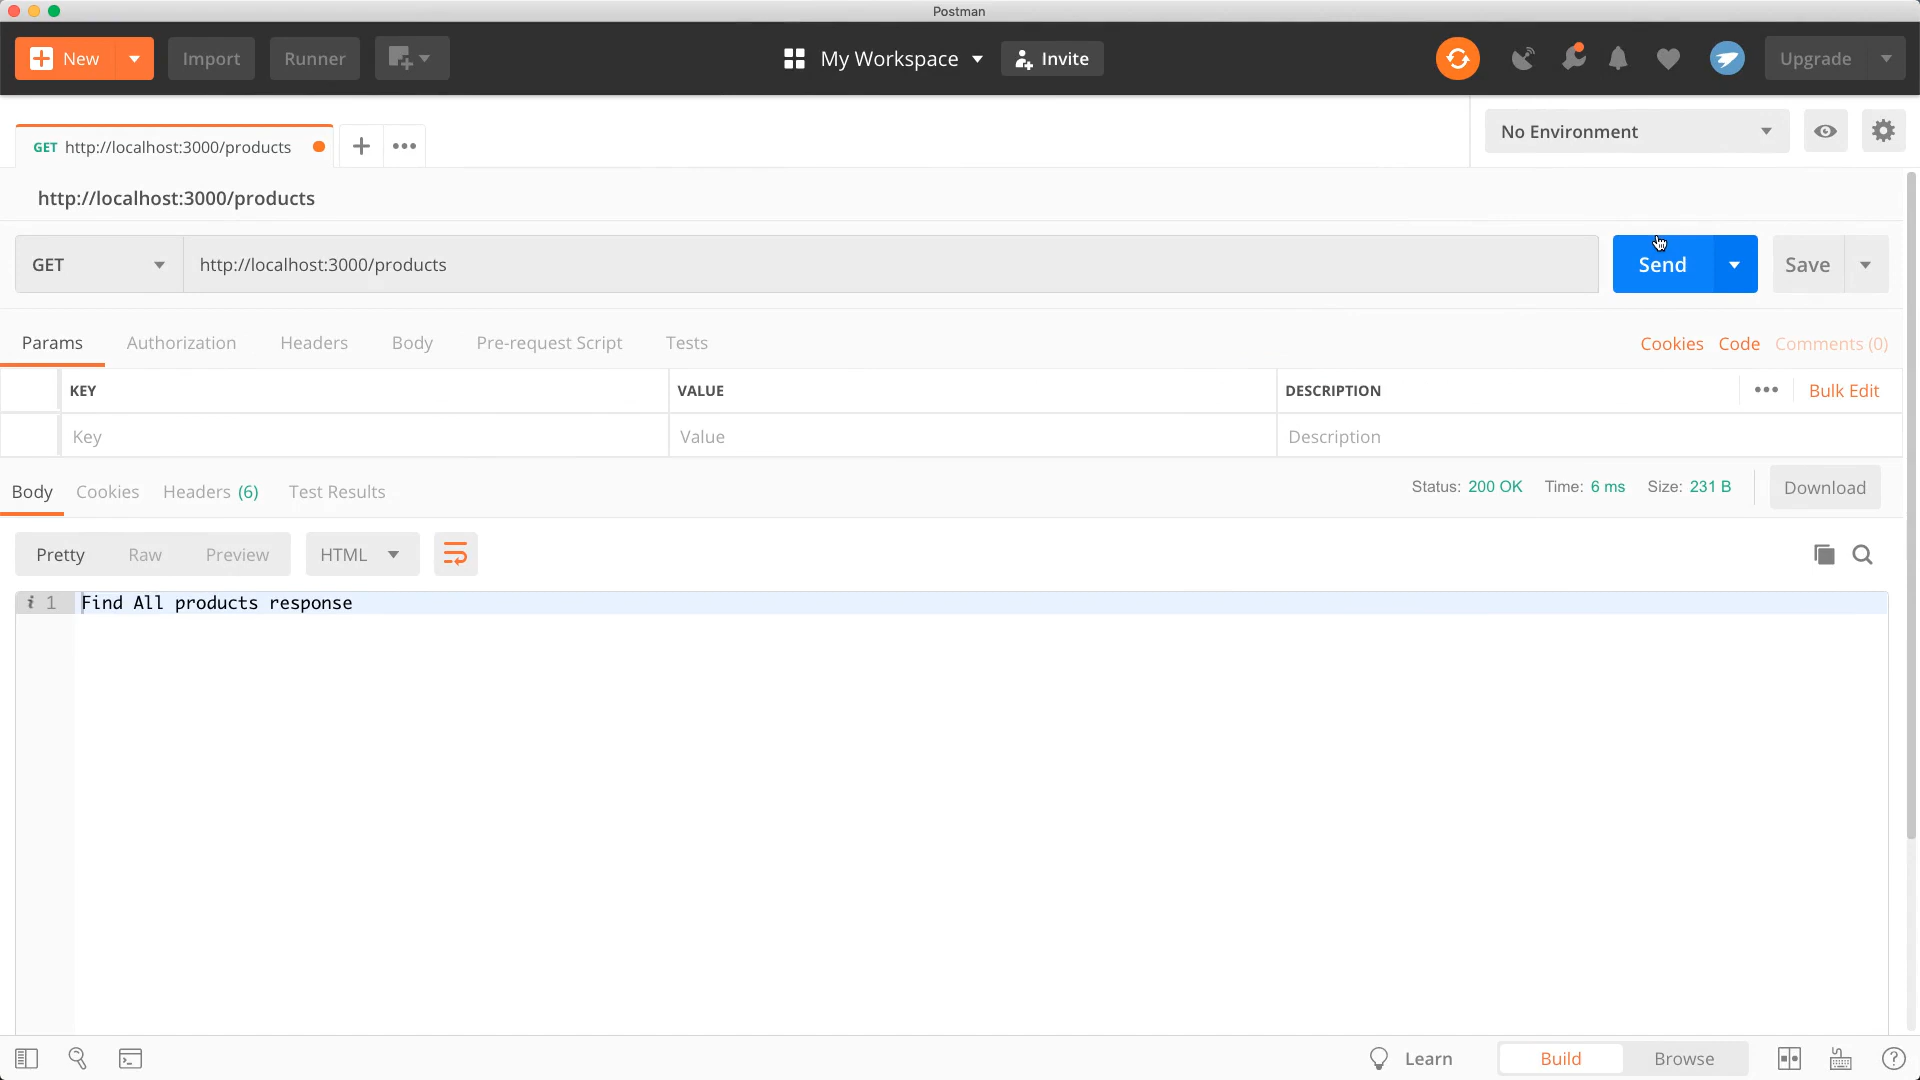 Postman
New
Import
Runner
My Workspace
Invite
Upgrade
GET http://localhost:3000/products
No Environment
http://localhost:3000/products
GET
http://localhost:3000/products
Send
Save
Params
Authorization
Headers
Body
Pre-request Script
Tests
Cookies
Code
Comments (0)
KEY
VALUE
DESCRIPTION
Bulk Edit
Key
Value
Description
Body
Cookies
Headers (6)
Test Results
Status: 200 OK
Time: 6 ms
Size: 231 B
Download
Pretty
Raw
Preview
HTML
i 1 Find All products response
Learn
Build
Browse